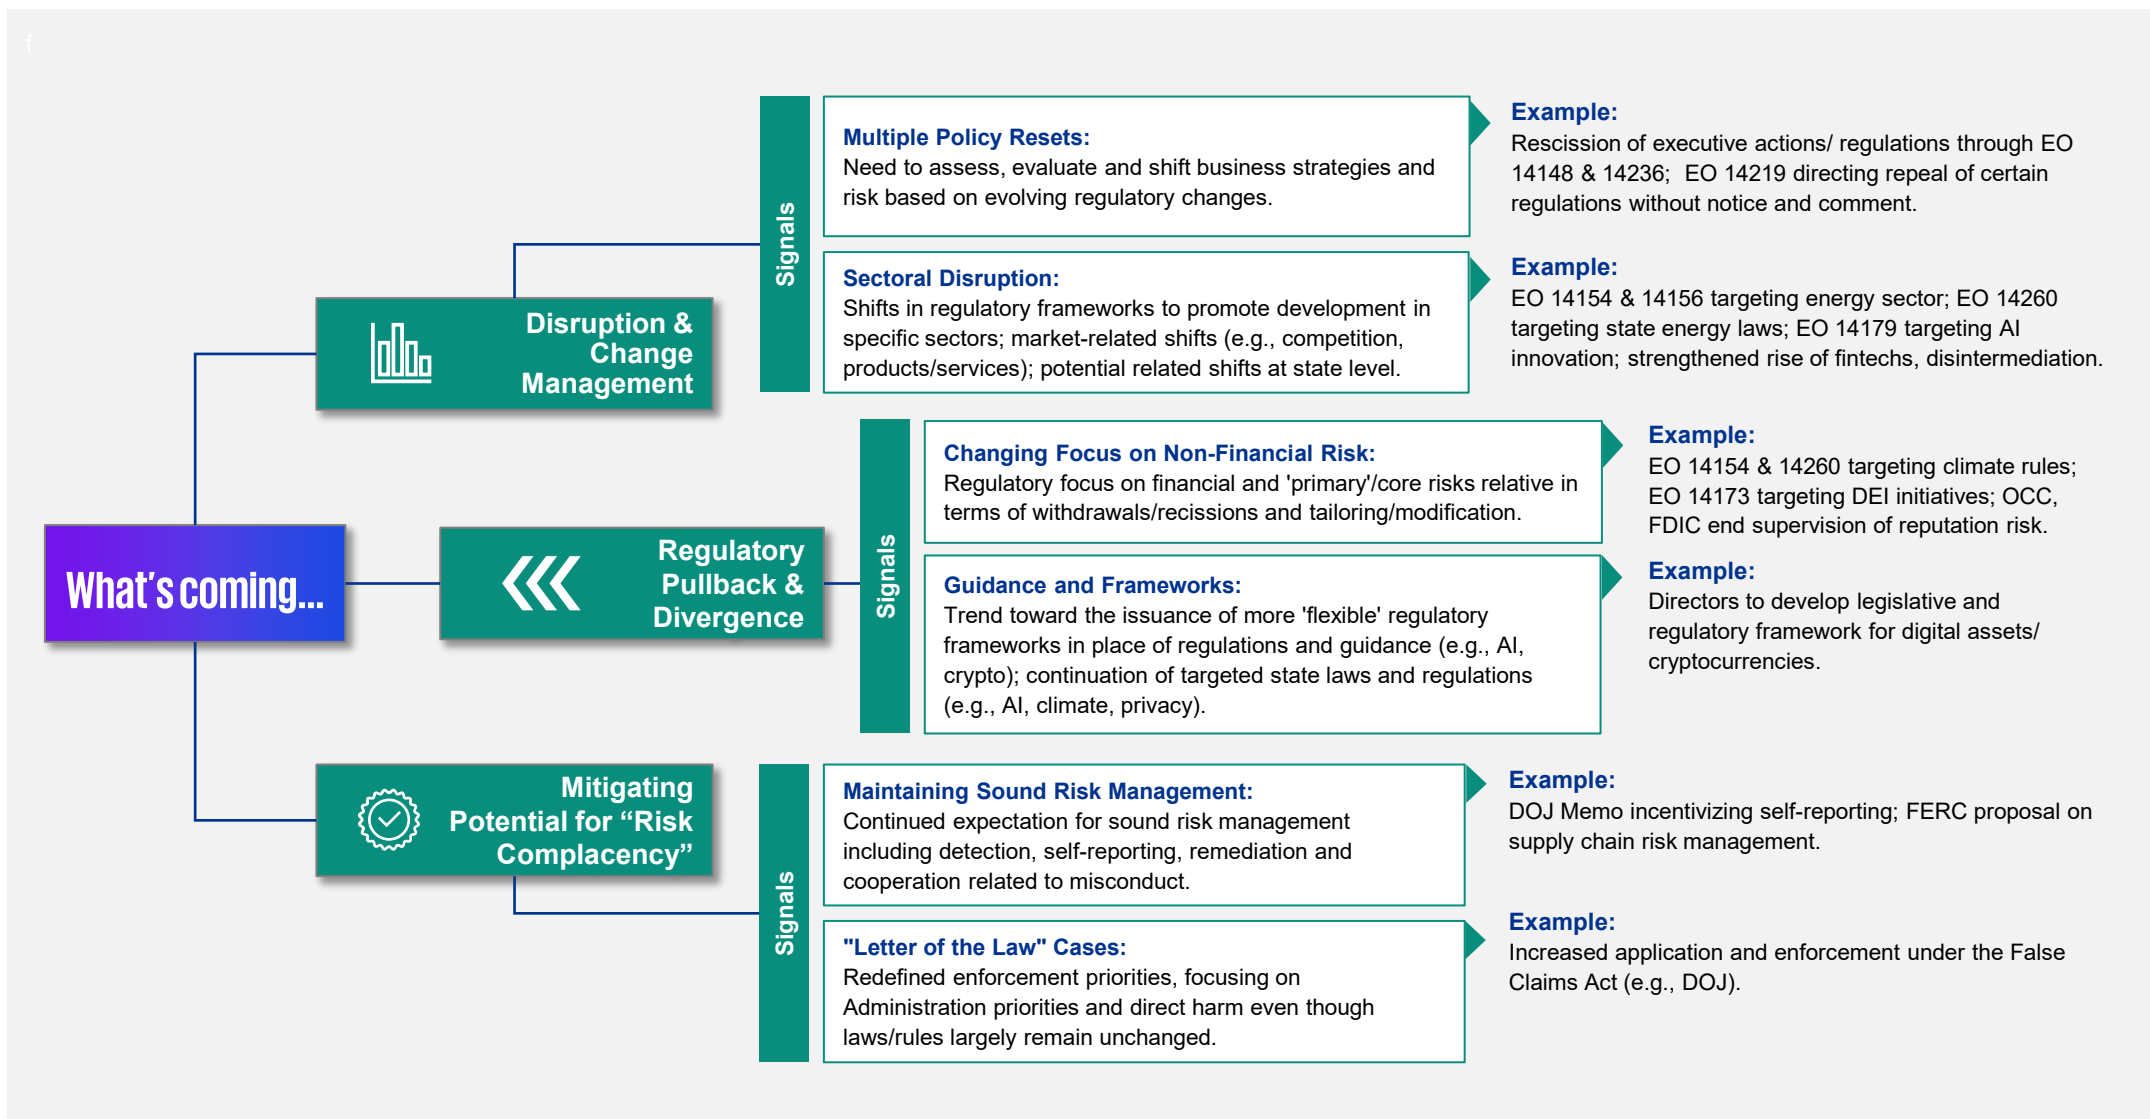 f
What's coming...
Disruption &
Change
Management
Signals
Multiple Policy Resets:
Need to assess, evaluate and shift business strategies and
risk based on evolving regulatory changes.
Example:
Rescission of executive actions/ regulations through EO
14148 & 14236;  EO 14219 directing repeal of certain
regulations without notice and comment.
Sectoral Disruption:
Shifts in regulatory frameworks to promote development in
specific sectors; market-related shifts (e.g., competition,
products/services); potential related shifts at state level.
Example:
EO 14154 & 14156 targeting energy sector; EO 14260
targeting state energy laws; EO 14179 targeting AI
innovation; strengthened rise of fintechs, disintermediation.
Regulatory
Pullback &
Divergence
Signals
Changing Focus on Non-Financial Risk:
Regulatory focus on financial and 'primary'/core risks relative in
terms of withdrawals/recissions and tailoring/modification.
Example:
EO 14154 & 14260 targeting climate rules;
EO 14173 targeting DEI initiatives; OCC,
FDIC end supervision of reputation risk.
Guidance and Frameworks:
Trend toward the issuance of more 'flexible' regulatory
frameworks in place of regulations and guidance (e.g., AI,
crypto); continuation of targeted state laws and regulations
(e.g., AI, climate, privacy).
Example:
Directors to develop legislative and
regulatory framework for digital assets/
cryptocurrencies.
Mitigating
Potential for “Risk
Complacency”
Signals
Maintaining Sound Risk Management:
Continued expectation for sound risk management
including detection, self-reporting, remediation and
cooperation related to misconduct.
Example:
DOJ Memo incentivizing self-reporting; FERC proposal on
supply chain risk management.
"Letter of the Law" Cases:
Redefined enforcement priorities, focusing on
Administration priorities and direct harm even though
laws/rules largely remain unchanged.
Example:
Increased application and enforcement under the False
Claims Act (e.g., DOJ).